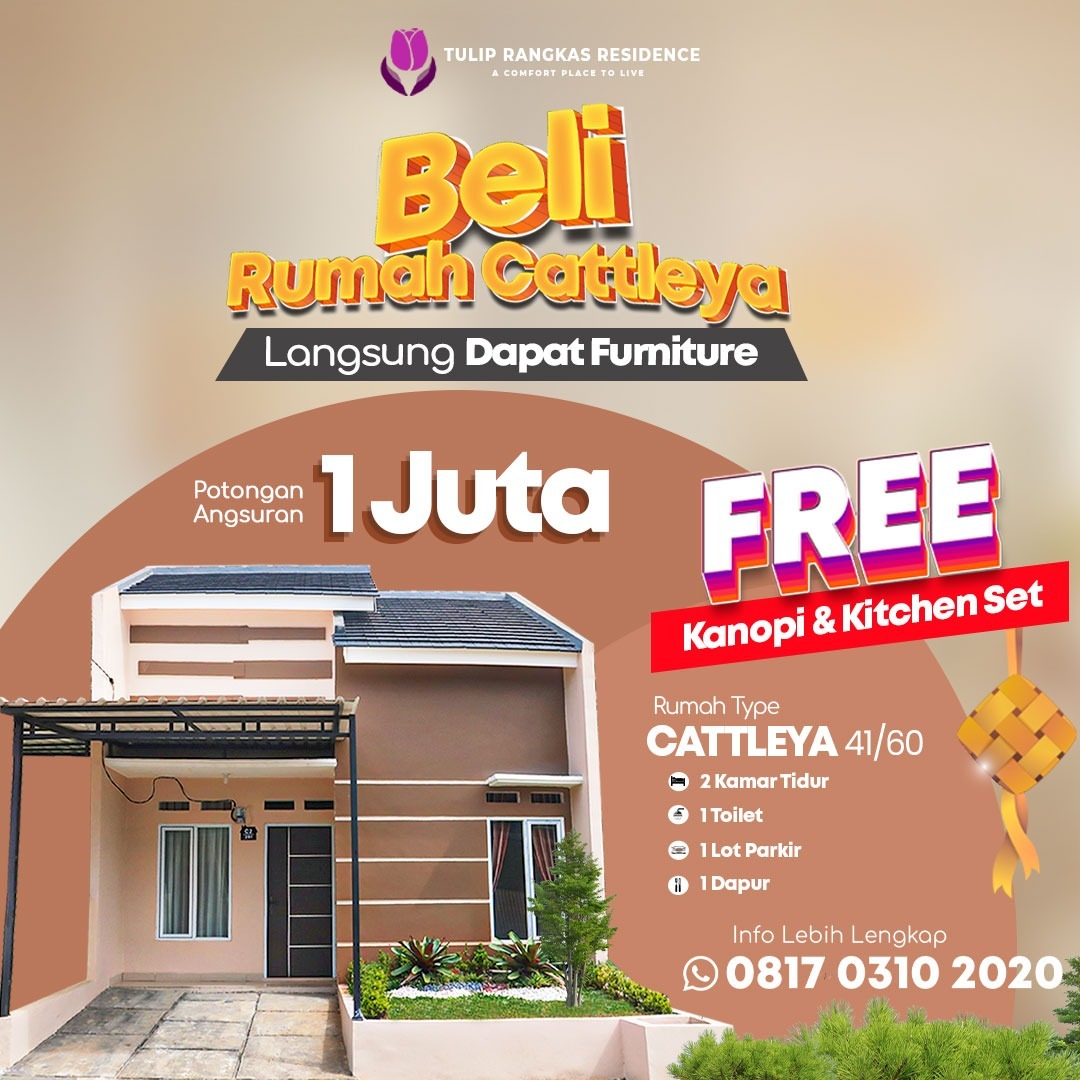 TULIP RANGKAS RESIDENCE
A COMFORT PLACE TO LIVE
Beli
Rumah Cattleya
Langsung Dapat Furniture
Potongan
Angsuran
1 Juta
FREE
Kanopi & Kitchen Set
Rumah Type
CATTLEYA 41/60
2 Kamar Tidur
1 Toilet
1 Lot Parkir
1 Dapur
Info Lebih Lengkap
0817 0310 2020